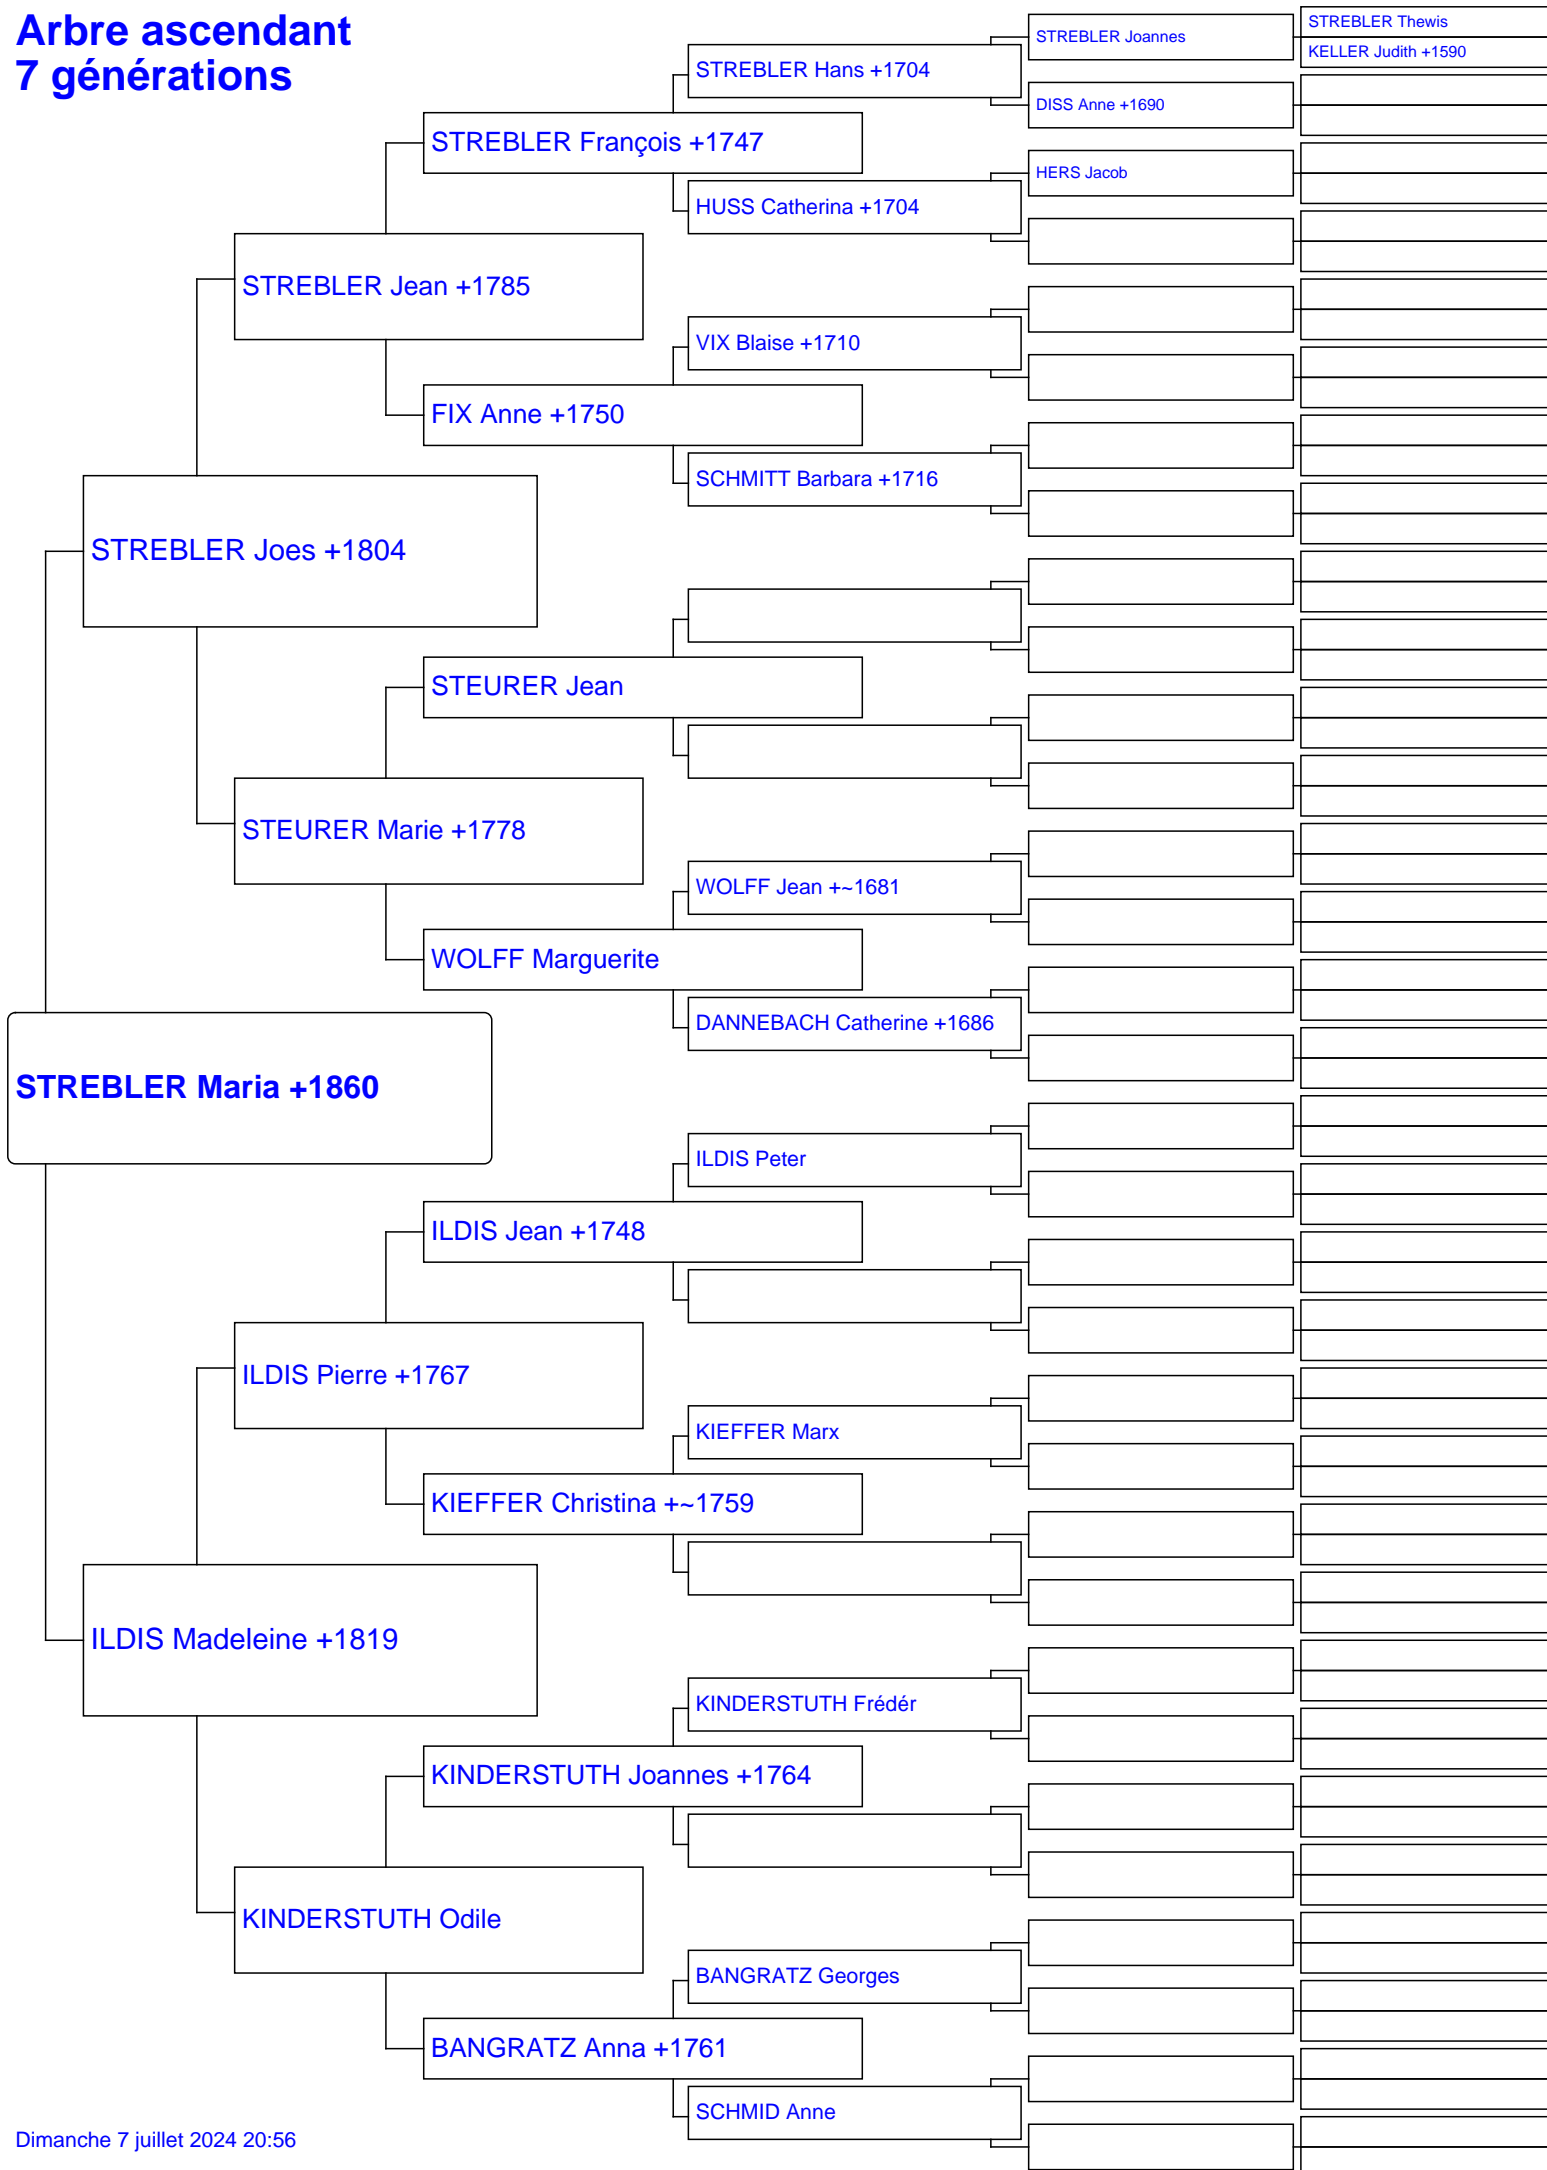 Arbre ascendant
7 générations
STREBLER Thewis
STREBLER Joannes
KELLER Judith +1590
STREBLER Hans +1704
DISS Anne +1690
STREBLER François +1747
HERS Jacob
HUSS Catherina +1704
STREBLER Jean +1785
VIX Blaise +1710
FIX Anne +1750
SCHMITT Barbara +1716
STREBLER Joes +1804
STEURER Jean
STEURER Marie +1778
WOLFF Jean +~1681
WOLFF Marguerite
DANNEBACH Catherine +1686
STREBLER Maria +1860
ILDIS Peter
ILDIS Jean +1748
ILDIS Pierre +1767
KIEFFER Marx
KIEFFER Christina +~1759
ILDIS Madeleine +1819
KINDERSTUTH Frédér
KINDERSTUTH Joannes +1764
KINDERSTUTH Odile
BANGRATZ Georges
BANGRATZ Anna +1761
SCHMID Anne
Dimanche 7 juillet 2024 20:56